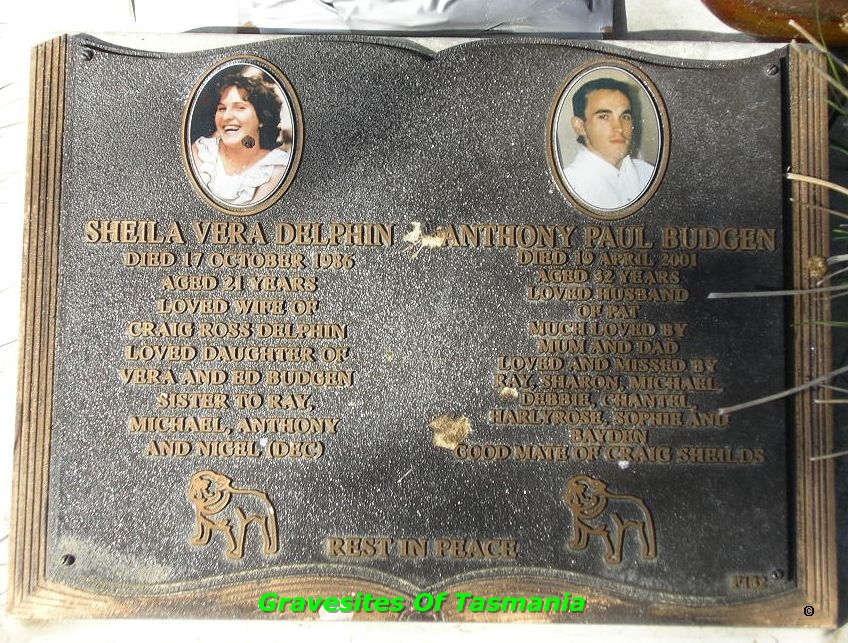 SHEILA VERA DELPHIN
DIED 17 OCTOBER 1986
AGED 21 YEARS
LOVED WIFE OF
CRAIG ROSS DELPHIN
LOVED DAUGHTER OF
VERA AND ED BUDGEN
SISTER TO RAY,
MICHAEL, ANTHONY
AND NIGEL (DEC)
ANTHONY PAUL BUDGEN
DIED 19 APRIL 2001
AGED 32 YEARS
LOVED HUSBAND
OF PAT
MUCH LOVED BY
MUM AND DAD
LOVED AND MISSED BY
RAY, SHARON, MICHAEL,
DEBBIE, CHANTEL,
HARLYROSE, SOPHIE AND
BAYDEN
GOOD MATE OF CRAIG SHEILDS
REST IN PEACE
Gravesites Of Tasmania
©